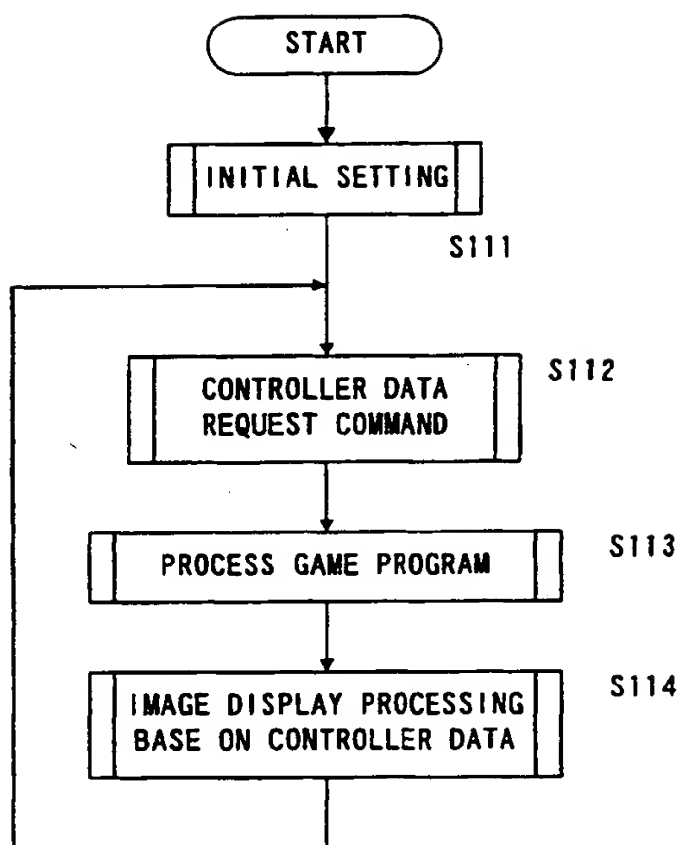 START
INITIAL SETTING
S111
CONTROLLER DATA
REQUEST COMMAND
S112
PROCESS GAME PROGRAM
S113
IMAGE DISPLAY PROCESSING
BASE ON CONTROLLER DATA
S114